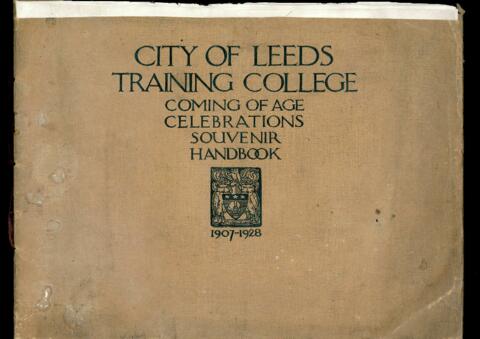 CITY OF LEEDS
TRAINING COLLEGE
COMING OF AGE
CELEBRATIONS
SOUVENIR
HANDBOOK
1907-1928